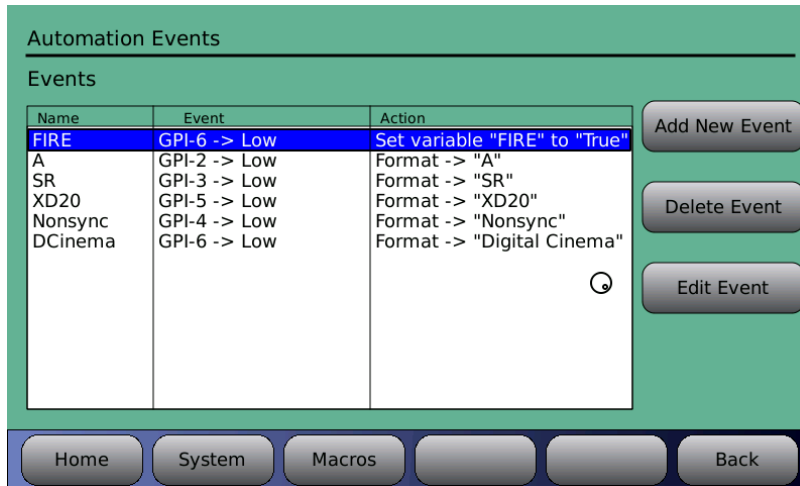 Automation Events
Events
Name Event Action
FIRE GPI-6 -> Low Set variable "FIRE" to "True"
A GPI-2 -> Low Format -> "A"
SR GPI-3 -> Low Format -> "SR"
XD20 GPI-5 -> Low Format -> "XD20"
Nonsync GPI-4 -> Low Format -> "Nonsync"
DCinema GPI-6 -> Low Format -> "Digital Cinema"
Add New Event
Delete Event
Edit Event
Home System Macros Back